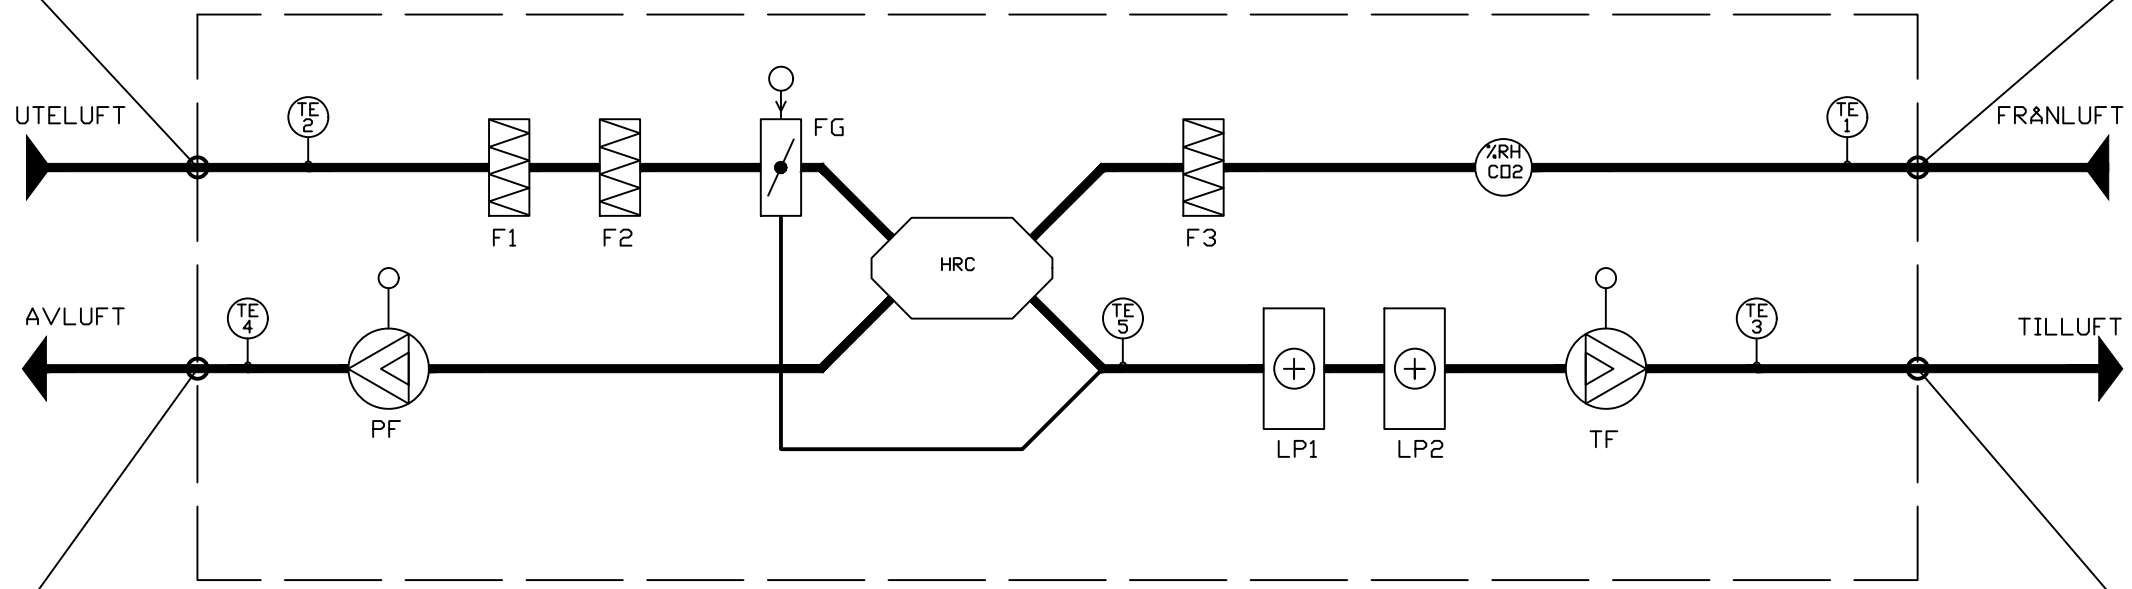 UTELUFT
TE
2
F1
F2
FG
F3
%RH
CO2
TE
1
FRÅNLUFT
HRC
AVLUFT
TE
4
PF
TE
5
LP1
LP2
TF
TE
3
TILLUFT